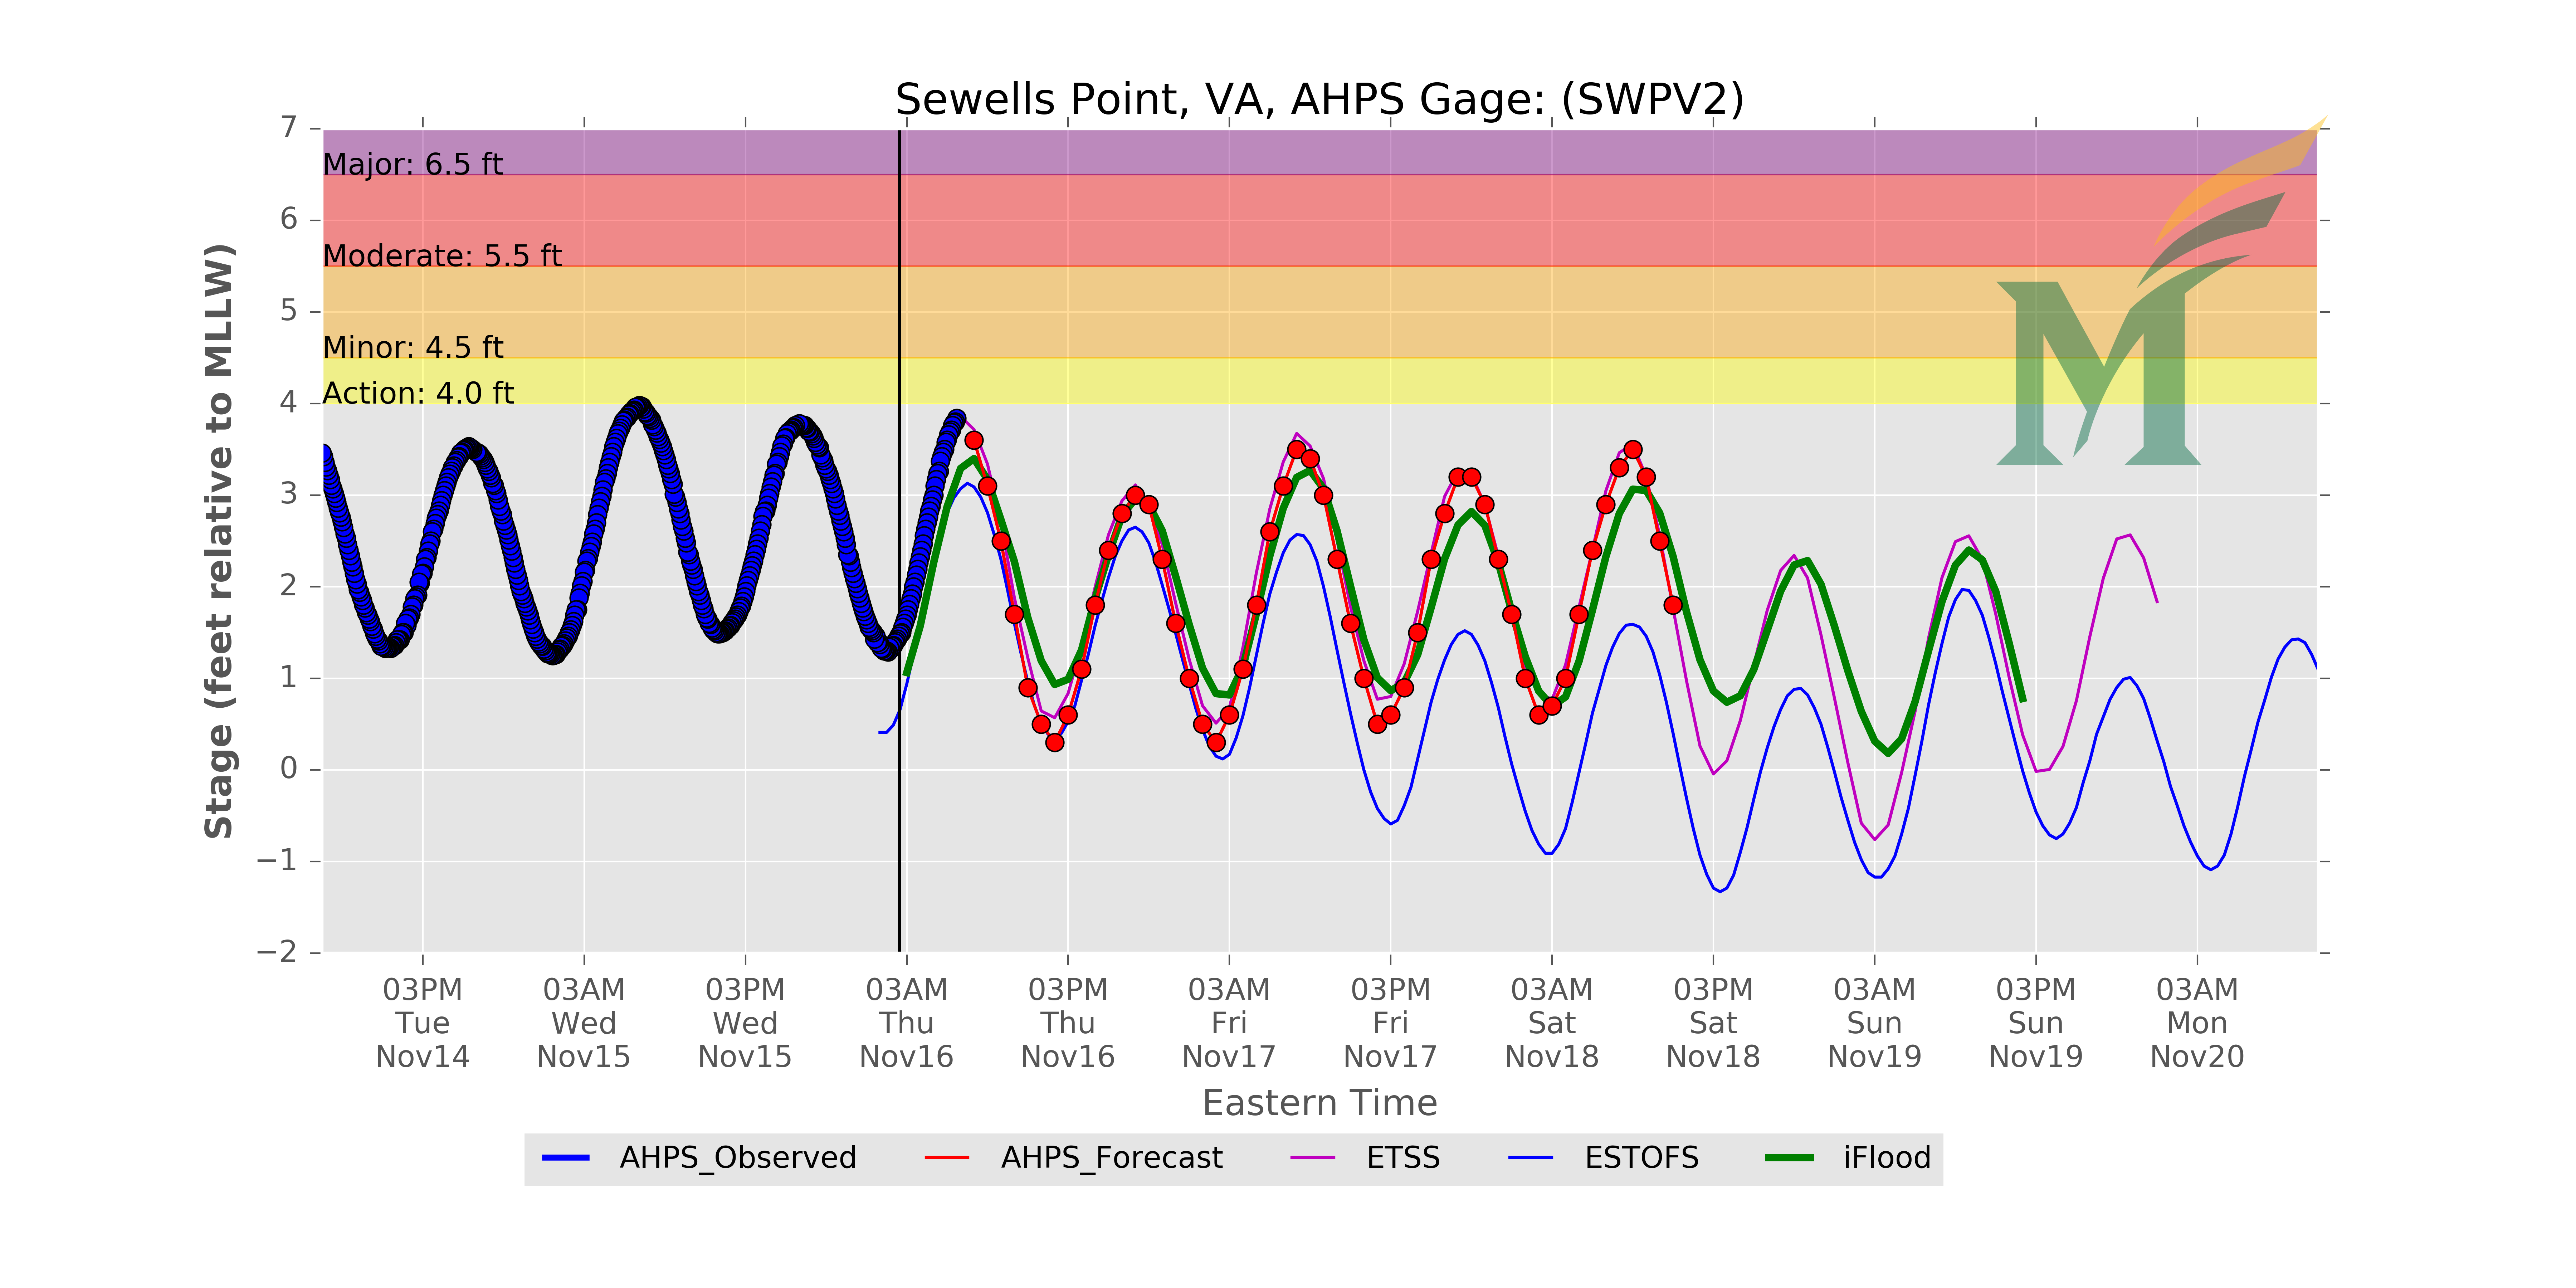 Sewells Point, VA, AHPS Gage: (SWPV2)
7
Major: 6.5 ft
6
Moderate: 5.5 ft
5
Minor: 4.5 ft
Action: 4.0 ft
4
3
2
1
0
−1
−2
Stage (feet relative to MLLW)
03PM 03AM 03PM 03AM 03PM 03AM 03PM 03AM 03PM 03AM 03PM 03AM
Tue Wed Wed Thu Thu Fri Fri Sat Sat Sun Sun Mon
Nov14 Nov15 Nov15 Nov16 Nov16 Nov17 Nov17 Nov18 Nov18 Nov19 Nov19 Nov20
Eastern Time
AHPS_Observed AHPS_Forecast ETSS ESTOFS iFlood
M